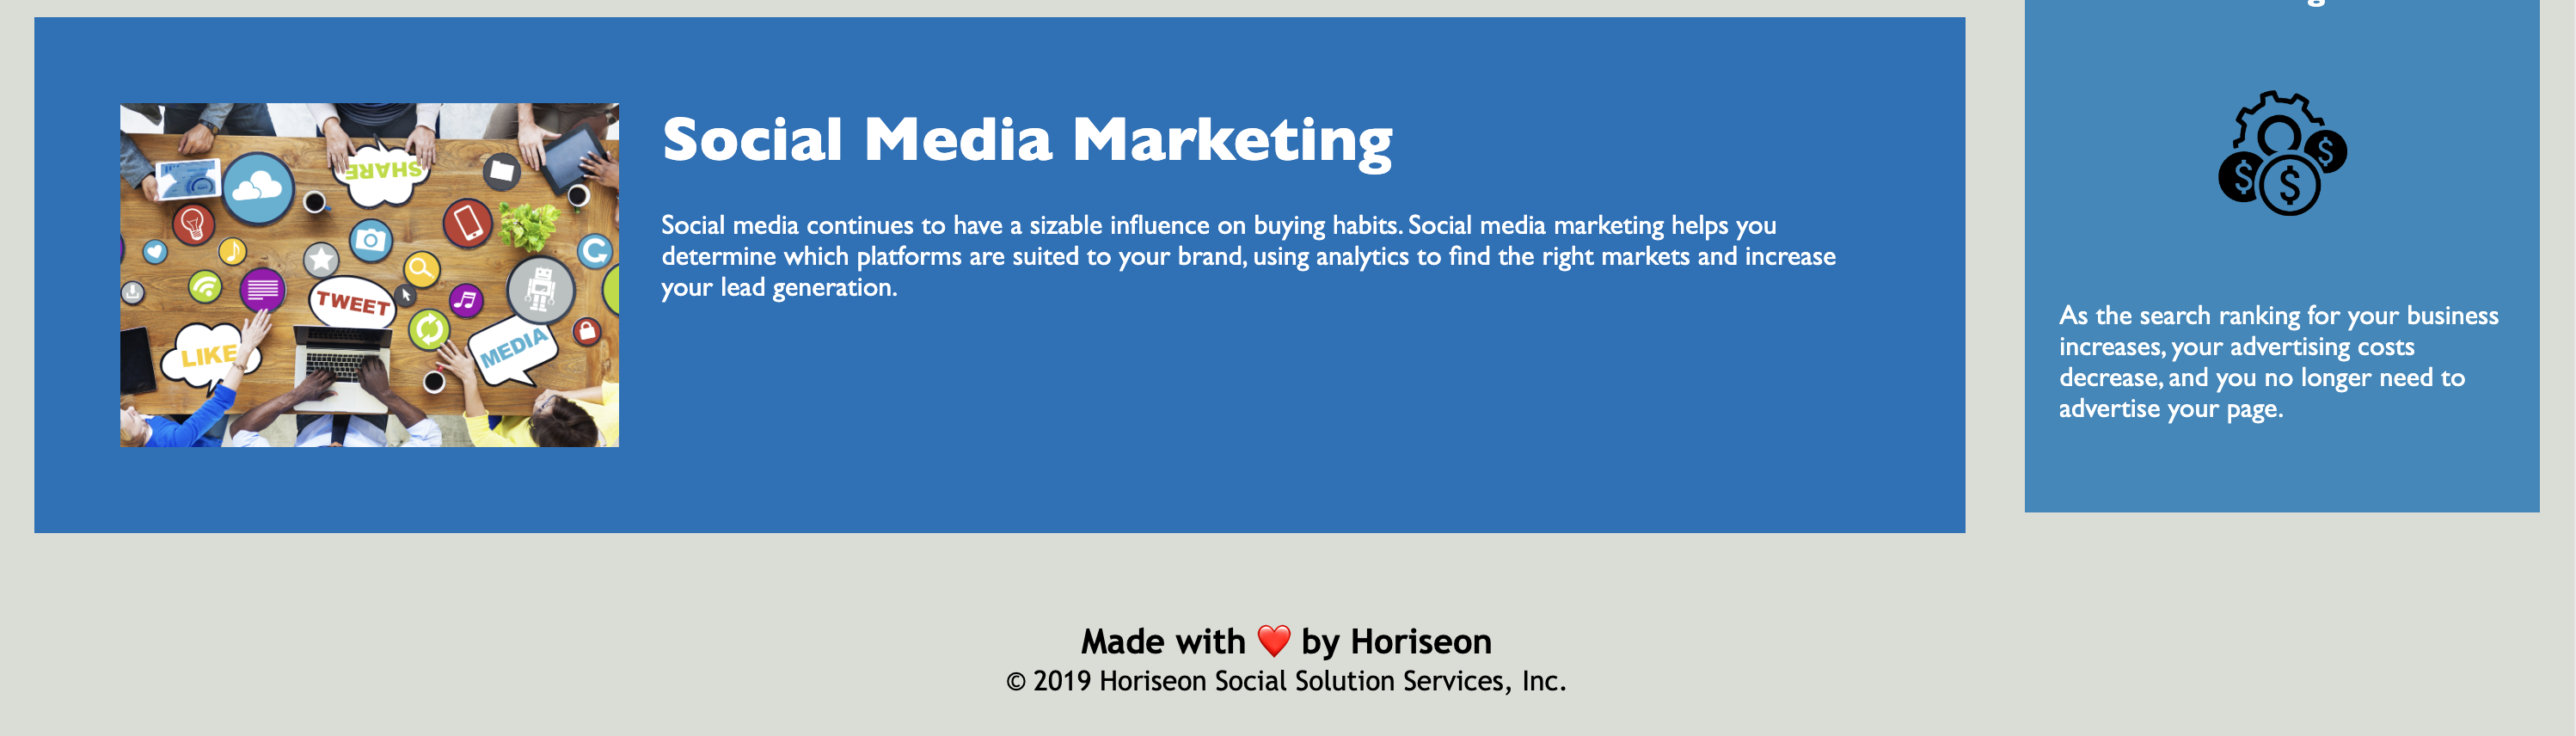 SHARE
TWEET
LIKE
MEDIA
Social Media Marketing
Social media continues to have a sizable influence on buying habits. Social media marketing helps you
determine which platforms are suited to your brand, using analytics to find the right markets and increase
your lead generation.
$
$
$
As the search ranking for your business
increases, your advertising costs
decrease, and you no longer need to
advertise your page.
Made with ❤️ by Horiseon
© 2019 Horiseon Social Solution Services, Inc.